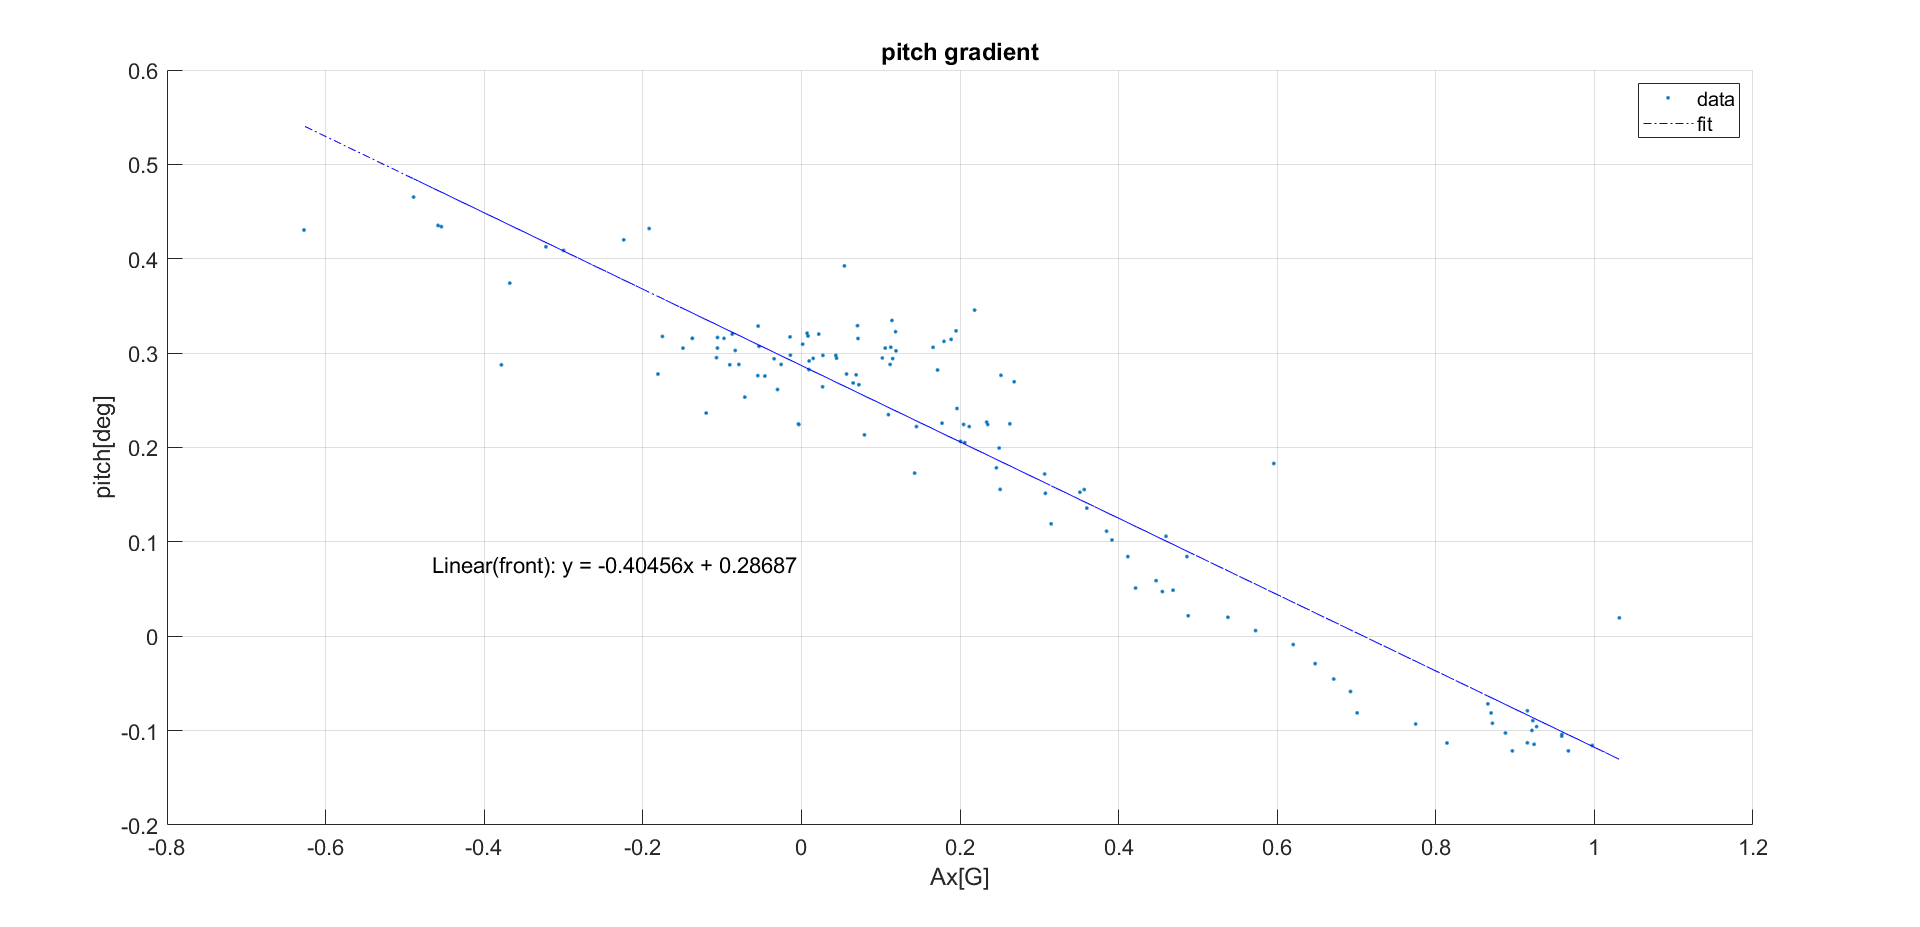 pitch gradient
0.6
0.5
0.4
0.3
0.2
0.1
0
-0.1
-0.2
pitch[deg]
data
fit
Linear(front): y = -0.40456x + 0.28687
-0.8 -0.6 -0.4 -0.2 0 0.2 0.4 0.6 0.8 1 1.2
Ax[G]